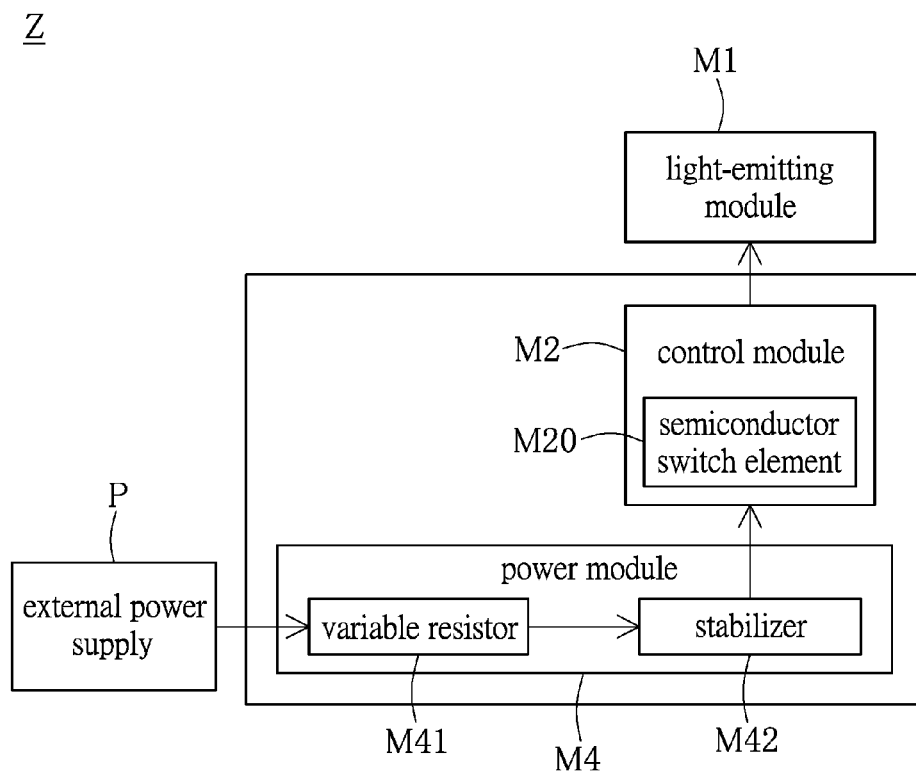 Z
M1
light-emitting
module
M2
control module
M20
semiconductor
switch element
P
power module
external power
supply
variable resistor
stabilizer
M41
M4
M42